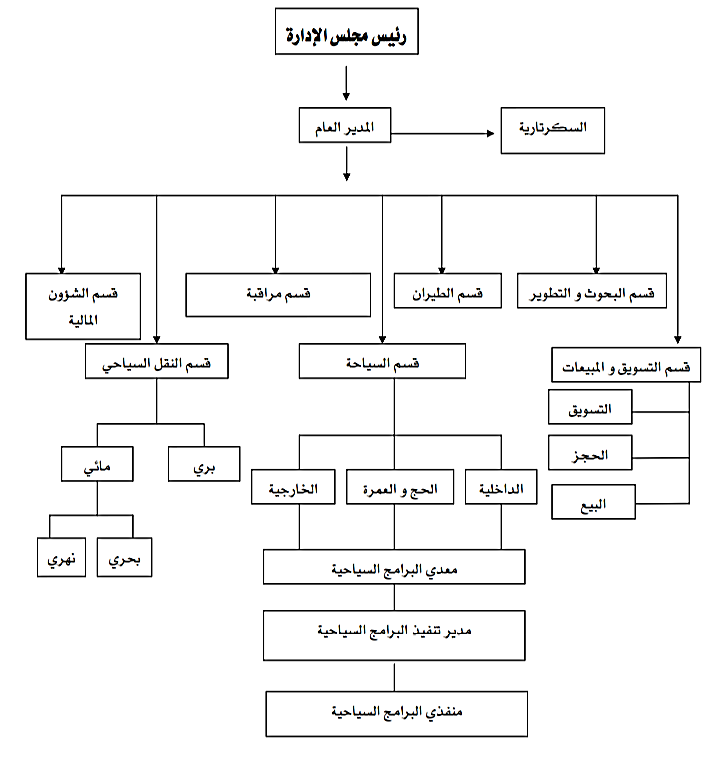 رئيس مجلس الإدارة
المدير العام
السكرتارية
قسم البحوث و التطوير
قسم الطيران
قسم مراقبة
قسم الشؤون
المالية
قسم التسويق و المبيعات
قسم السياحة
قسم النقل السياحي
التسويق
الحجز
البيع
بري
مائي
الداخلية
الحج و العمرة
الخارجية
بحري
نهري
معدي البرامج السياحية
مدير تنفيذ البرامج السياحية
منفذي البرامج السياحية